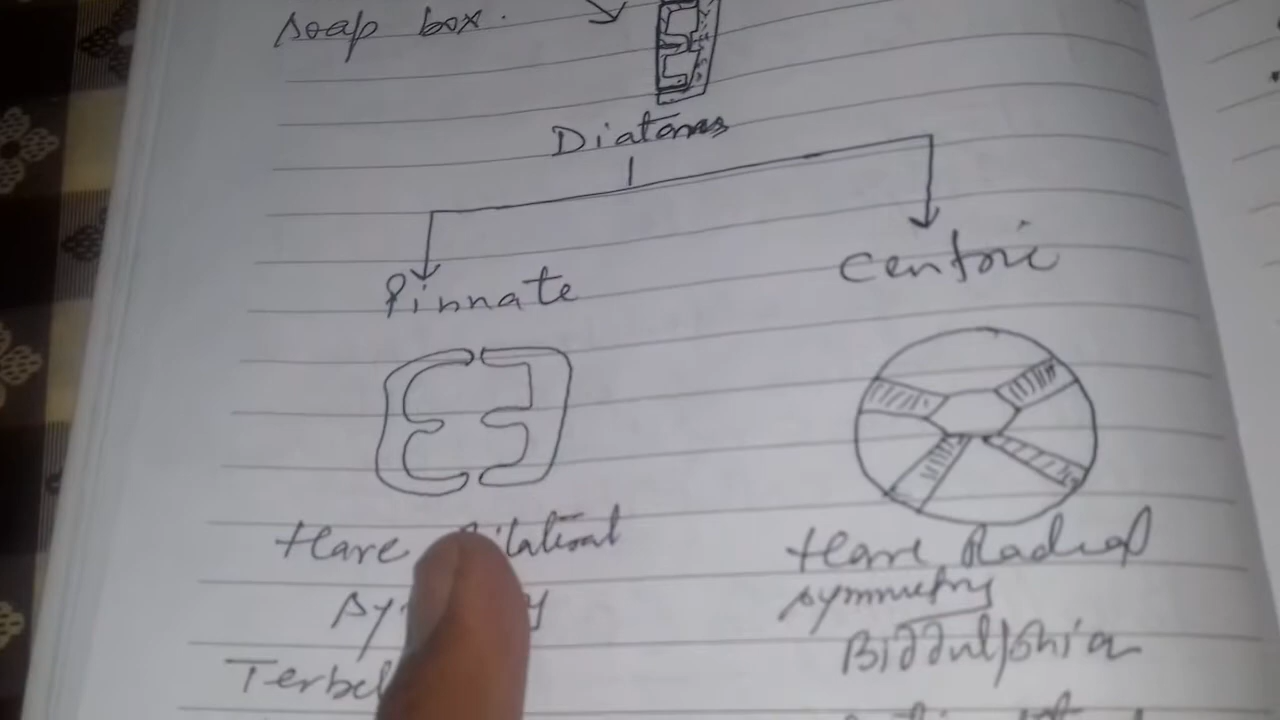 soap box.
Diatoms
Pinnate
Centric
Have
Have Radial
symmetry
Biddulphia